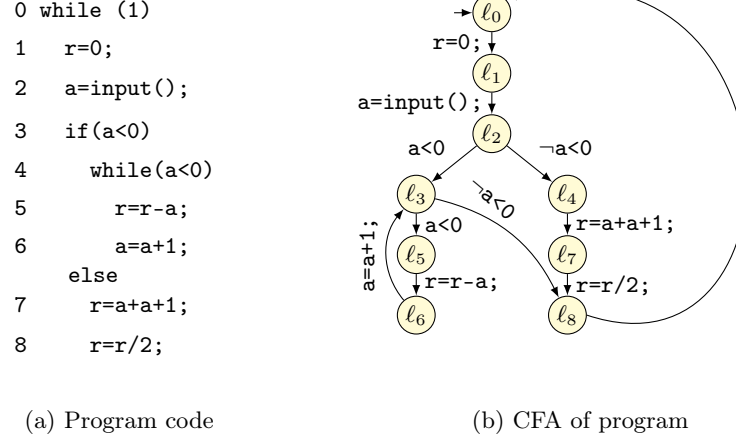 0 while (1)
1 r=0;
2 a=input();
3 if(a<0)
4 while(a<0)
5 r=r-a;
6 a=a+1;
else
7 r=a+a+1;
8 r=r/2;
(a) Program code
ℓ0
r=0;
ℓ1
a=input();
ℓ2
a<0
¬a<0
ℓ3
¬a<0
ℓ4
a=a+1;
a<0
r=a+a+1;
ℓ5
ℓ7
r=r-a;
r=r/2;
ℓ6
ℓ8
(b) CFA of program